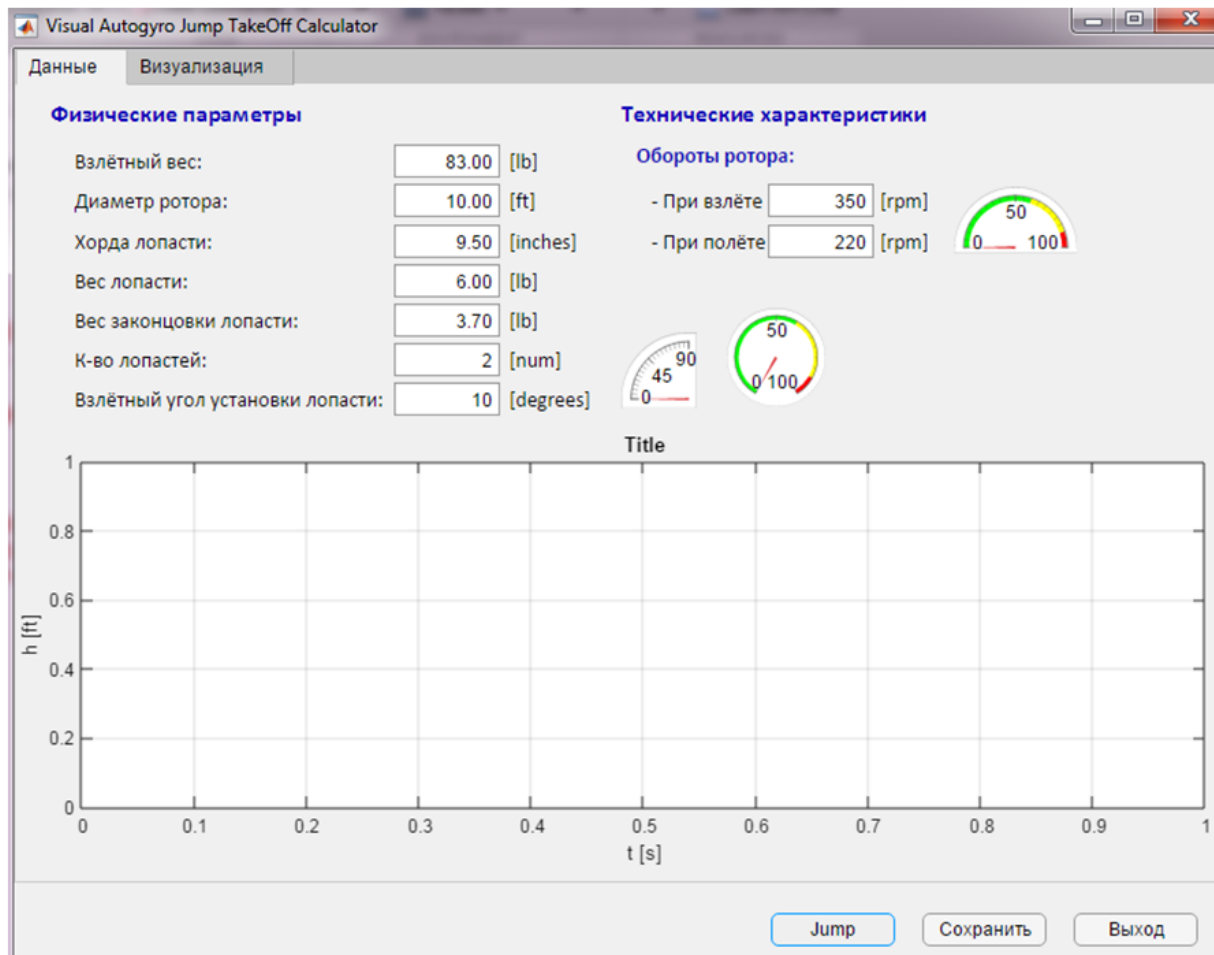 Visual Autogyro Jump TakeOff Calculator
Данные Визуализация
Физические параметры
Взлётный вес: 83.00 [lb]
Диаметр ротора: 10.00 [ft]
Хорда лопасти: 9.50 [inches]
Вес лопасти: 6.00 [lb]
Вес законцовки лопасти: 3.70 [lb]
К-во лопастей: 2 [num]
Взлётный угол установки лопасти: 10 [degrees]
Технические характеристики
Обороты ротора:
- При взлёте 350 [rpm]
- При полёте 220 [rpm]
50
0 100
90
45
0
50
0 100
Title
1
0.8
0.6
0.4
0.2
0
h [ft]
0 0.1 0.2 0.3 0.4 0.5 0.6 0.7 0.8 0.9 1
t [s]
Jump Сохранить Выход